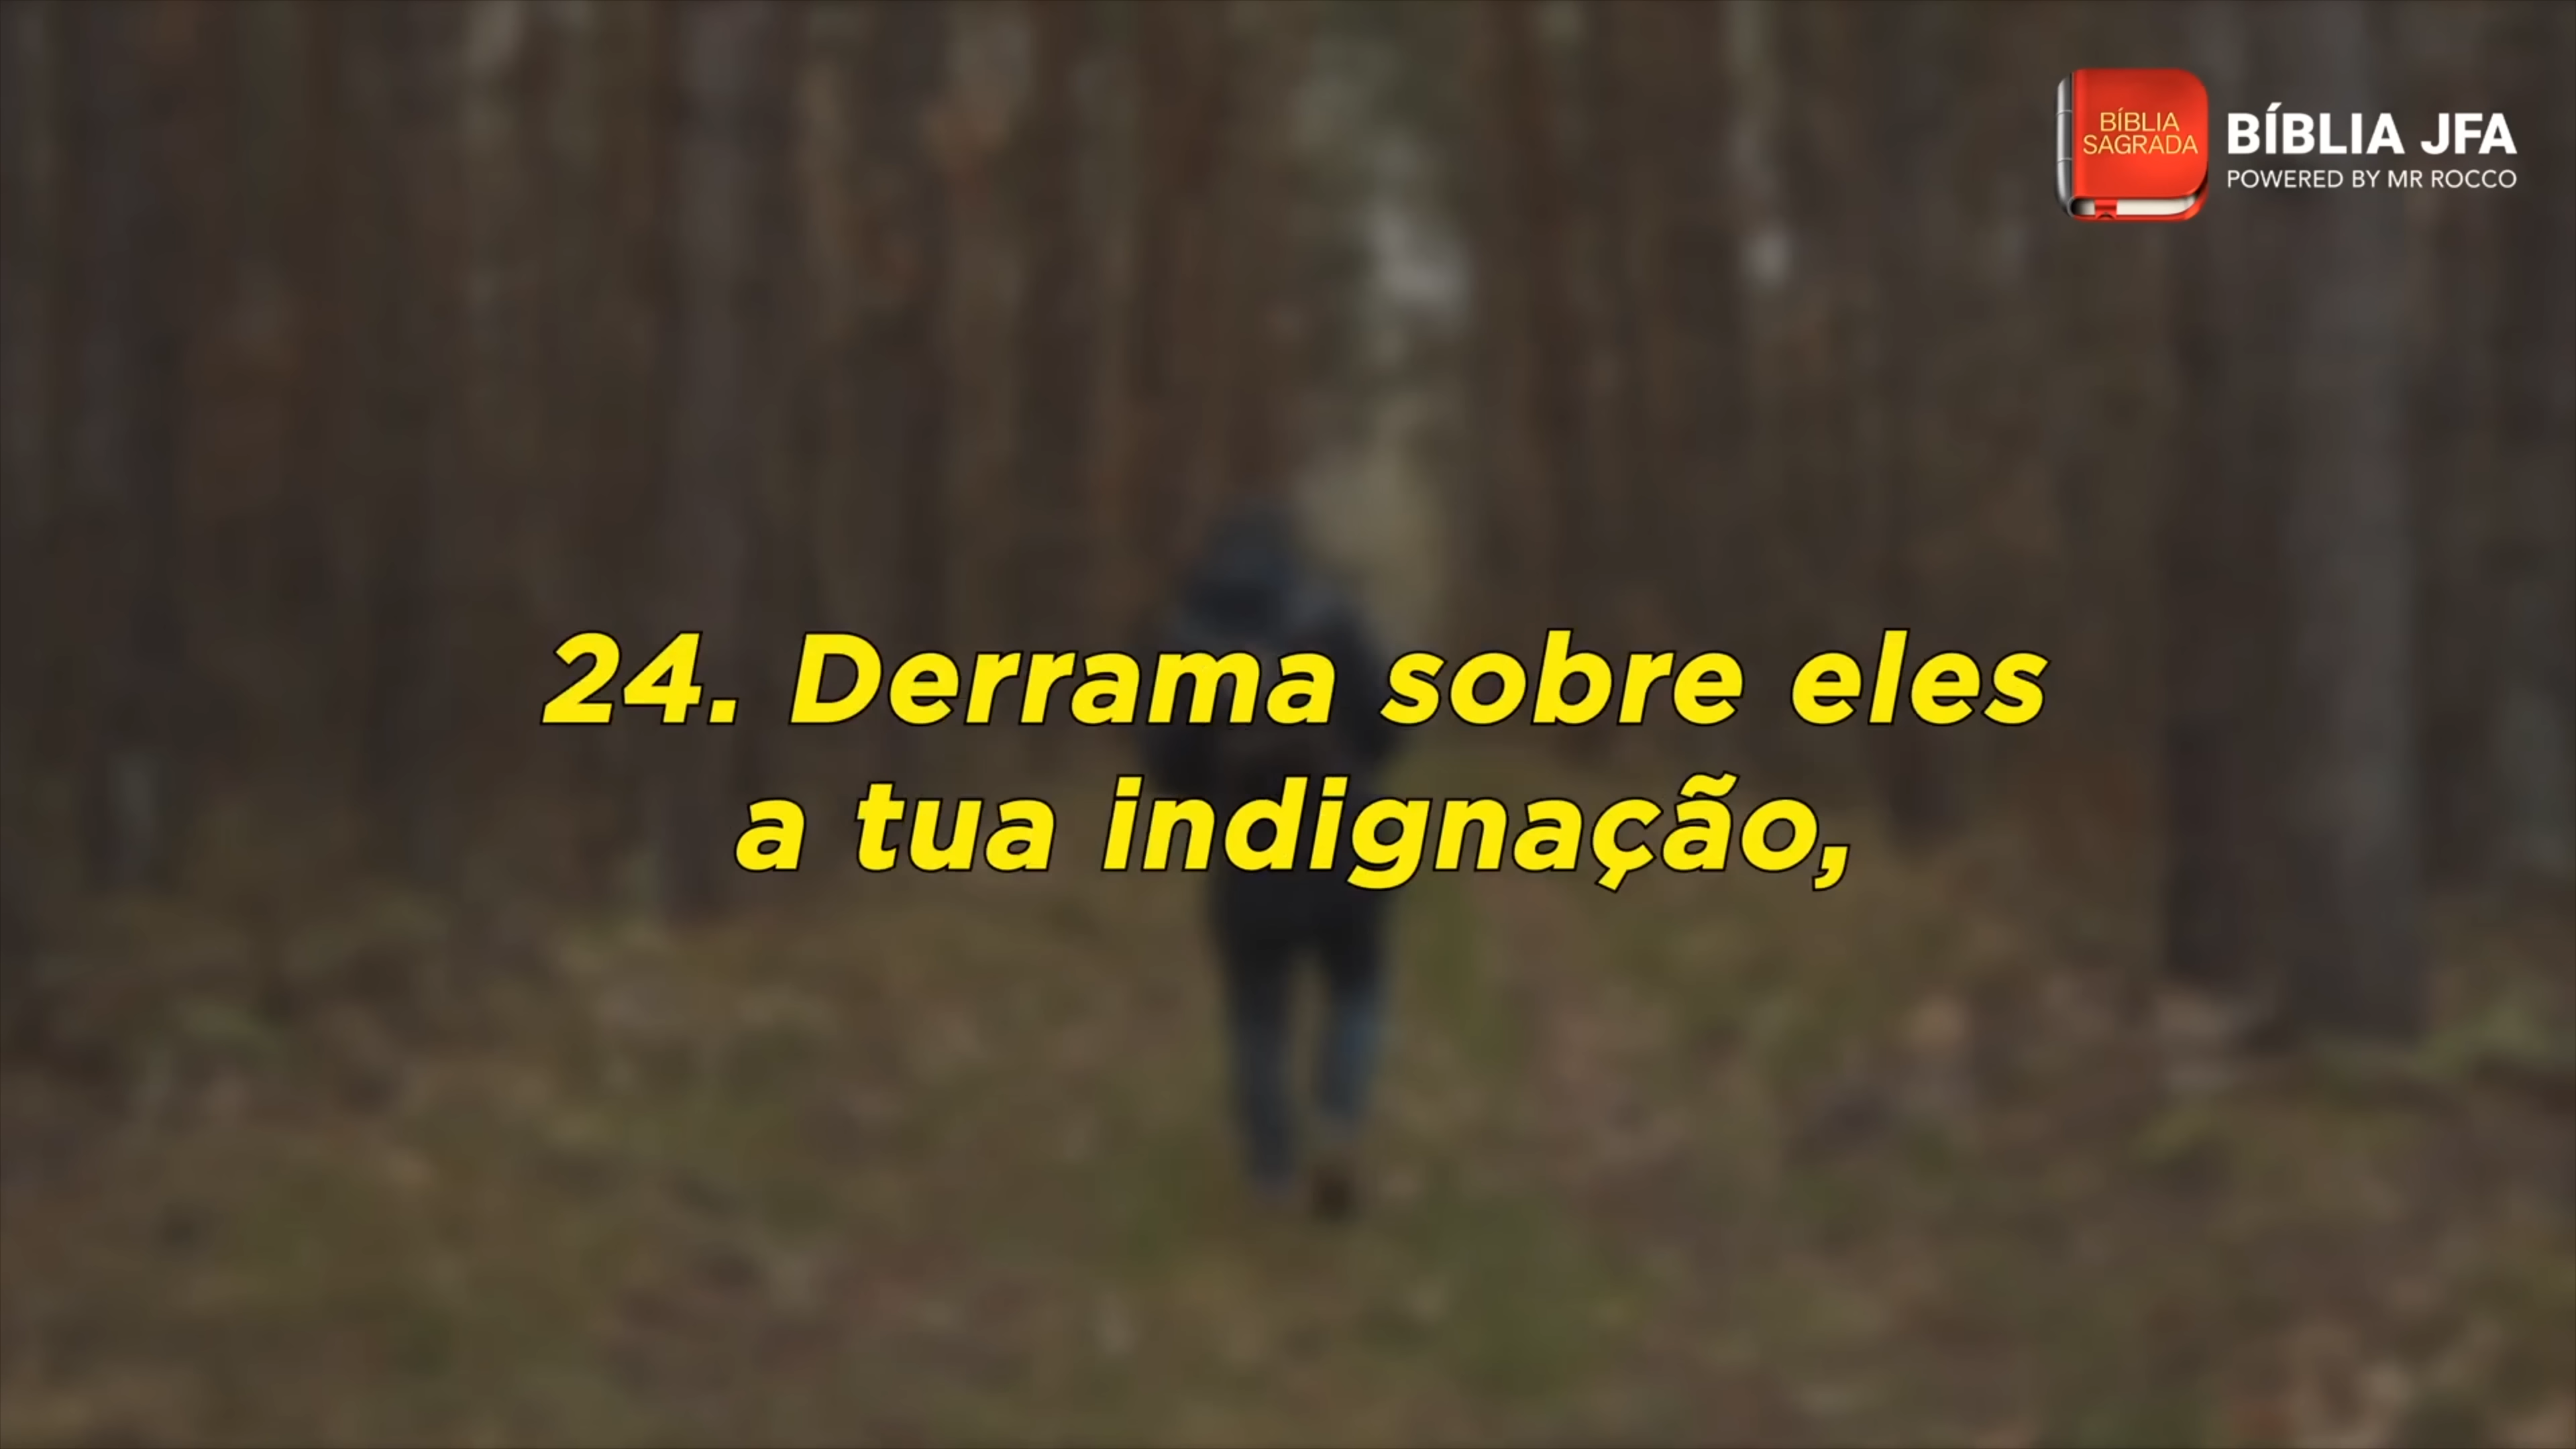 BÍBLIA
SAGRADA
BÍBLIA JFA
POWERED BY MR ROCCO
24. Derrama sobre eles
a tua indignação,